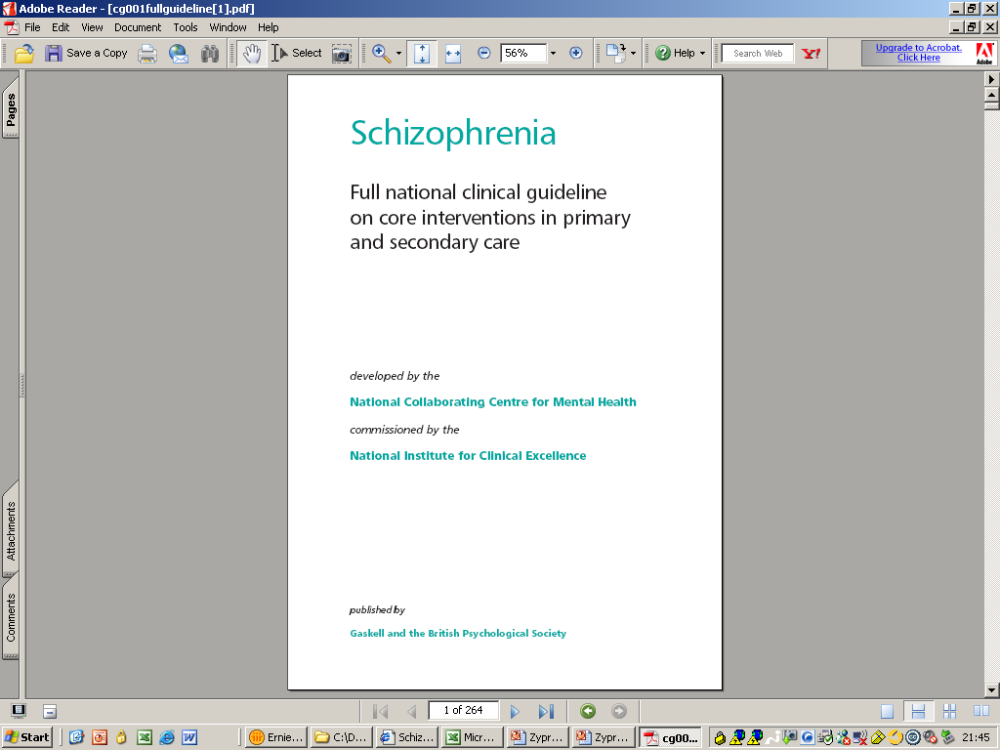 Adobe Reader - [cg001fullguideline[1].pdf]
File Edit View Document Tools Window Help
Save a Copy Select 56% Help Search Web Y! Upgrade to Acrobat. Click Here Adobe
Pages
Schizophrenia
Full national clinical guideline
on core interventions in primary
and secondary care
developed by the
National Collaborating Centre for Mental Health
commissioned by the
National Institute for Clinical Excellence
Attachments
Comments
published by
Gaskell and the British Psychological Society
1 of 264
Start Ernie... C:\D... Schiz... Micr... Zypr... Zypr... cg00... 21:45